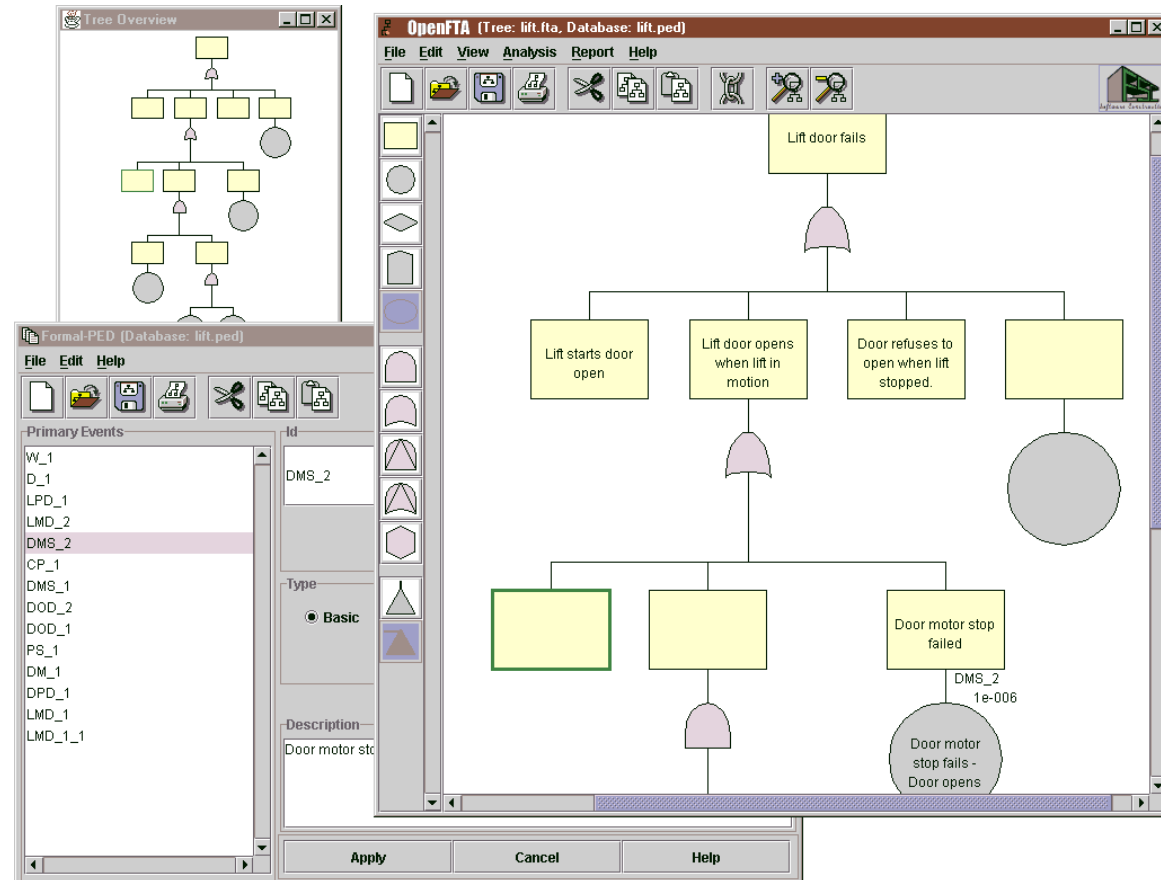 Tree Overview
OpenFTA (Tree: lift.fta, Database: lift.ped)
File Edit View Analysis Report Help
Lift door fails
Lift starts door
open
Lift door opens
when lift in
motion
Door refuses to
open when lift
stopped.
Door motor stop
failed
DMS_2
1e-006
Door motor
stop fails -
Door opens
Formal-PED (Database: lift.ped)
File Edit Help
Primary Events
W_1
D_1
LPD_1
LMD_2
DMS_2
CP_1
DMS_1
DOD_2
DOD_1
PS_1
DM_1
DPD_1
LMD_1
LMD_1_1
Id
DMS_2
Type
Basic
Description
Door motor sto
Apply Cancel Help